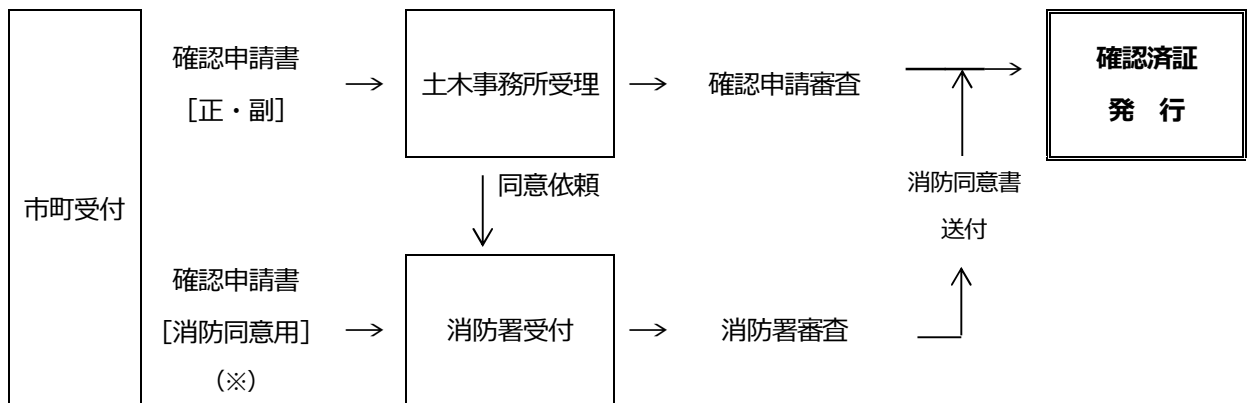 市町受付
確認申請書
[正・副]
→
土木事務所受理
→
確認申請審査
確認済証
発 行
同意依頼
消防同意書
送付
確認申請書
[消防同意用]
(※)
→
消防署受付
→
消防署審査